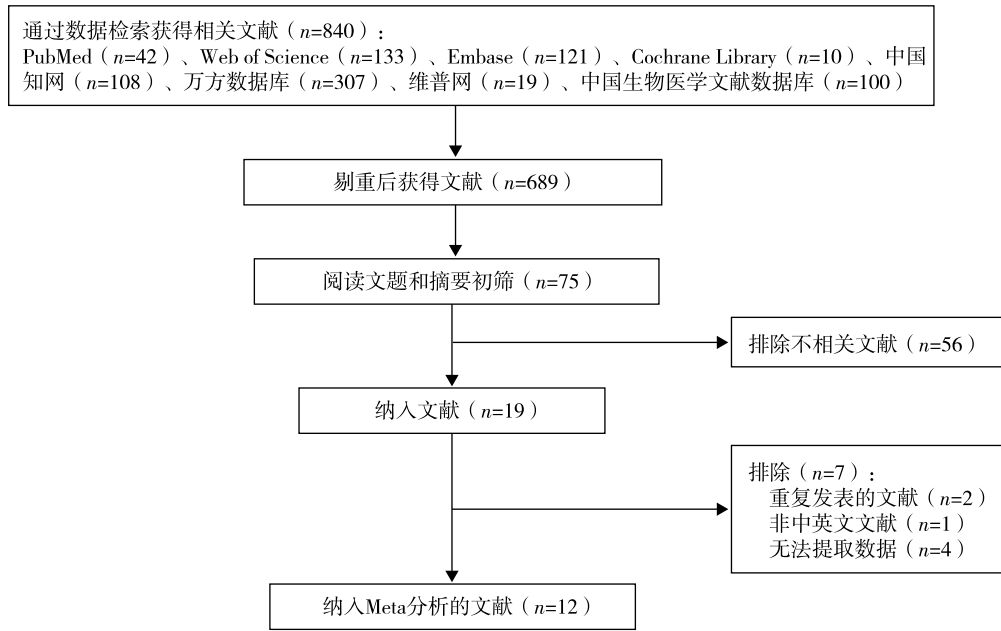 通过数据检索获得相关文献（n=840）：
PubMed（n=42）、Web of Science（n=133）、Embase（n=121）、Cochrane Library（n=10）、中国
知网（n=108）、万方数据库（n=307）、维普网（n=19）、中国生物医学文献数据库（n=100）
剔重后获得文献（n=689）
阅读文题和摘要初筛（n=75）
排除不相关文献（n=56）
纳入文献（n=19）
排除（n=7）：
重复发表的文献（n=2）
非中英文文献（n=1）
无法提取数据（n=4）
纳入Meta分析的文献（n=12）